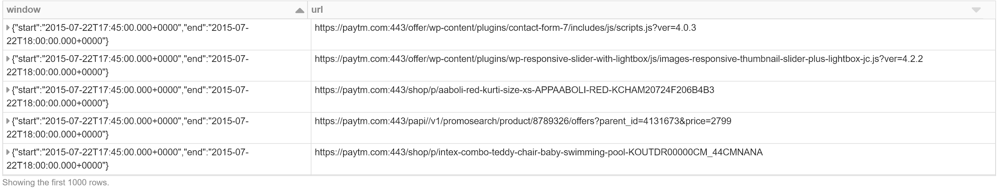 window url
{"start":"2015-07-22T17:45:00.000+0000","end":"2015-07-
22T18:00:00.000+0000"}
https://paytm.com:443/offer/wp-content/plugins/contact-form-7/includes/js/scripts.js?ver=4.0.3
{"start":"2015-07-22T17:45:00.000+0000","end":"2015-07-
22T18:00:00.000+0000"}
https://paytm.com:443/offer/wp-content/plugins/wp-responsive-slider-with-lightbox/js/images-responsive-thumbnail-slider-plus-lightbox-jc.js?ver=4.2.2
{"start":"2015-07-22T17:45:00.000+0000","end":"2015-07-
22T18:00:00.000+0000"}
https://paytm.com:443/shop/p/aaboli-red-kurti-size-xs-APPAABOLI-RED-KCHAM20724F206B4B3
{"start":"2015-07-22T17:45:00.000+0000","end":"2015-07-
22T18:00:00.000+0000"}
https://paytm.com:443/papi//v1/promosearch/product/8789326/offers?parent_id=4131673&price=2799
{"start":"2015-07-22T17:45:00.000+0000","end":"2015-07-
22T18:00:00.000+0000"}
https://paytm.com:443/shop/p/intex-combo-teddy-chair-baby-swimming-pool-KOUTDR00000CM_44CMNANA
Showing the first 1000 rows.